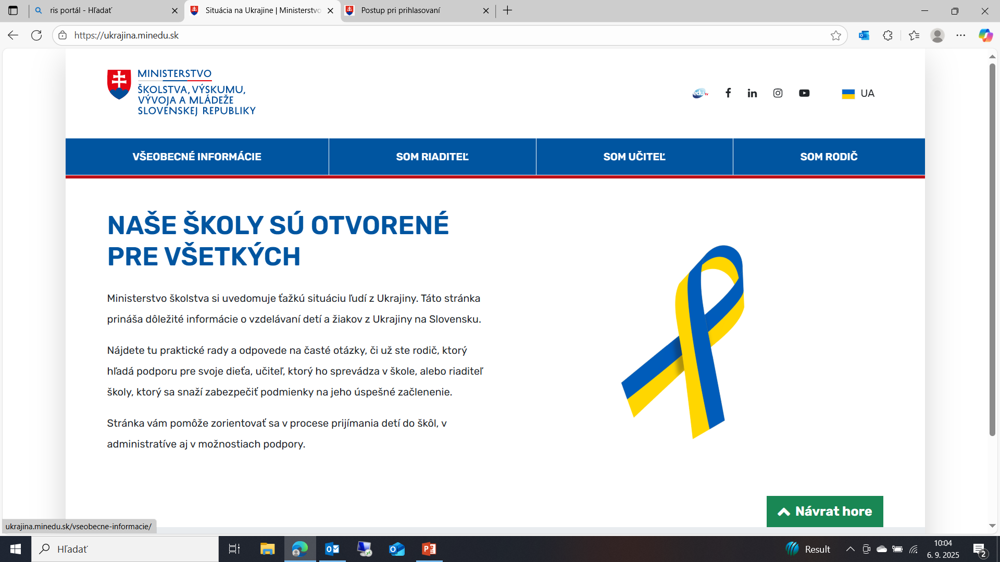 ris portál - Hľadať
Situácia na Ukrajine | Ministerstvo
Postup pri prihlasovaní
https://ukrajina.minedu.sk
MINISTERSTVO
ŠKOLSTVA, VÝSKUMU,
VÝVOJA A MLÁDEŽE
SLOVENSKEJ REPUBLIKY
edu tv
UA
VŠEOBECNÉ INFORMÁCIE
SOM RIADITEĽ
SOM UČITEĽ
SOM RODIČ
NAŠE ŠKOLY SÚ OTVORENÉ
PRE VŠETKÝCH
Ministerstvo školstva si uvedomuje ťažkú situáciu ľudí z Ukrajiny. Táto stránka
prináša dôležité informácie o vzdelávaní detí a žiakov z Ukrajiny na Slovensku.
Nájdete tu praktické rady a odpovede na časté otázky, či už ste rodič, ktorý
hľadá podporu pre svoje dieťa, učiteľ, ktorý ho sprevádza v škole, alebo riaditeľ
školy, ktorý sa snaží zabezpečiť podmienky na jeho úspešné začlenenie.
Stránka vám pomôže zorientovať sa v procese prijímania detí do škôl, v
administratíve aj v možnostiach podpory.
Návrat hore
ukrajina.minedu.sk/vseobecne-informacie/
Hľadať
Result
10:04
6. 9. 2025
2